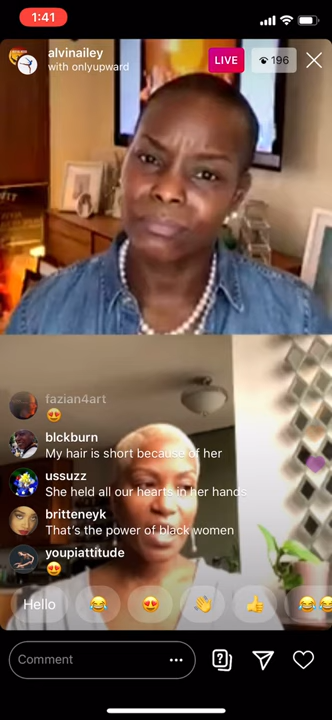 1:41
alvinailey
with onlyupward
LIVE
196
fazian4art
😍
blckburn
My hair is short because of her
ussuzz
She held all our hearts in her hands
britteneyk
That's the power of black women
youpiattitude
😍
Hello 😂 😍 👋 👍 😂😂
Comment